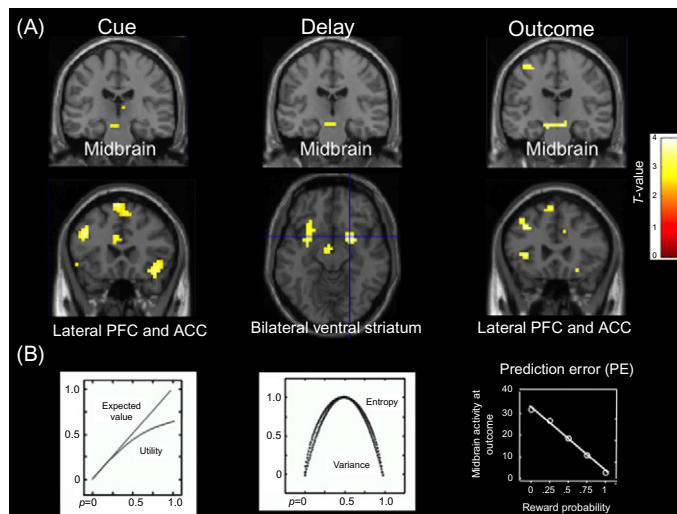 (A)
Cue
Delay
Outcome
Midbrain
Midbrain
Midbrain
4
3
2
1
0
T-value
Lateral PFC and ACC
Bilateral ventral striatum
Lateral PFC and ACC
(B)
1.0
0.5
0
Expected
value
Utility
p=0
0.5
1.0
1.0
0.5
0
Entropy
Variance
p=0
0.5
1.0
Prediction error (PE)
Midbrain activity at
outcome
40
30
20
10
0
0 .25 .5 .75 1
Reward probability